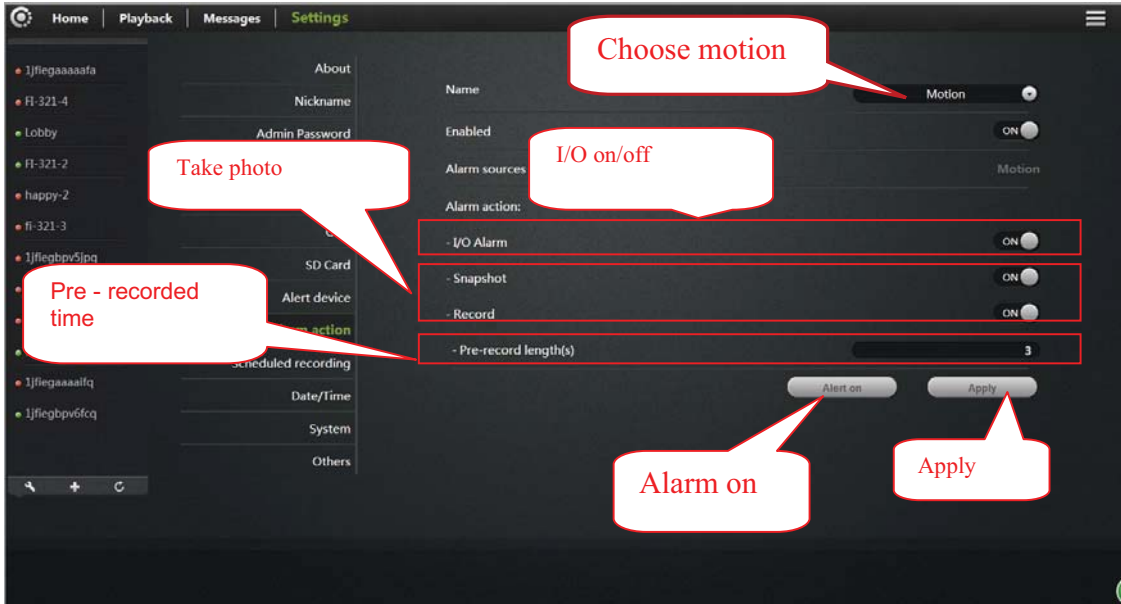 Home Playback Messages Settings
1jfiegaaaaafa
FI-321-4
Lobby
FI-321-2
happy-2
fi-321-3
1jfiegbpv5jpq
1jfiegaaaaifq
1jfiegbpv6fcq
About
Nickname
Admin Password
SD Card
Alert device
action
Scheduled recording
Date/Time
System
Others
Choose motion
Name Motion
Enabled ON
Alarm sources Motion
Alarm action:
- I/O Alarm ON
- Snapshot ON
- Record ON
- Pre-record length(s) 3
Alert on Apply
Take photo
I/O on/off
Pre - recorded
time
Alarm on
Apply